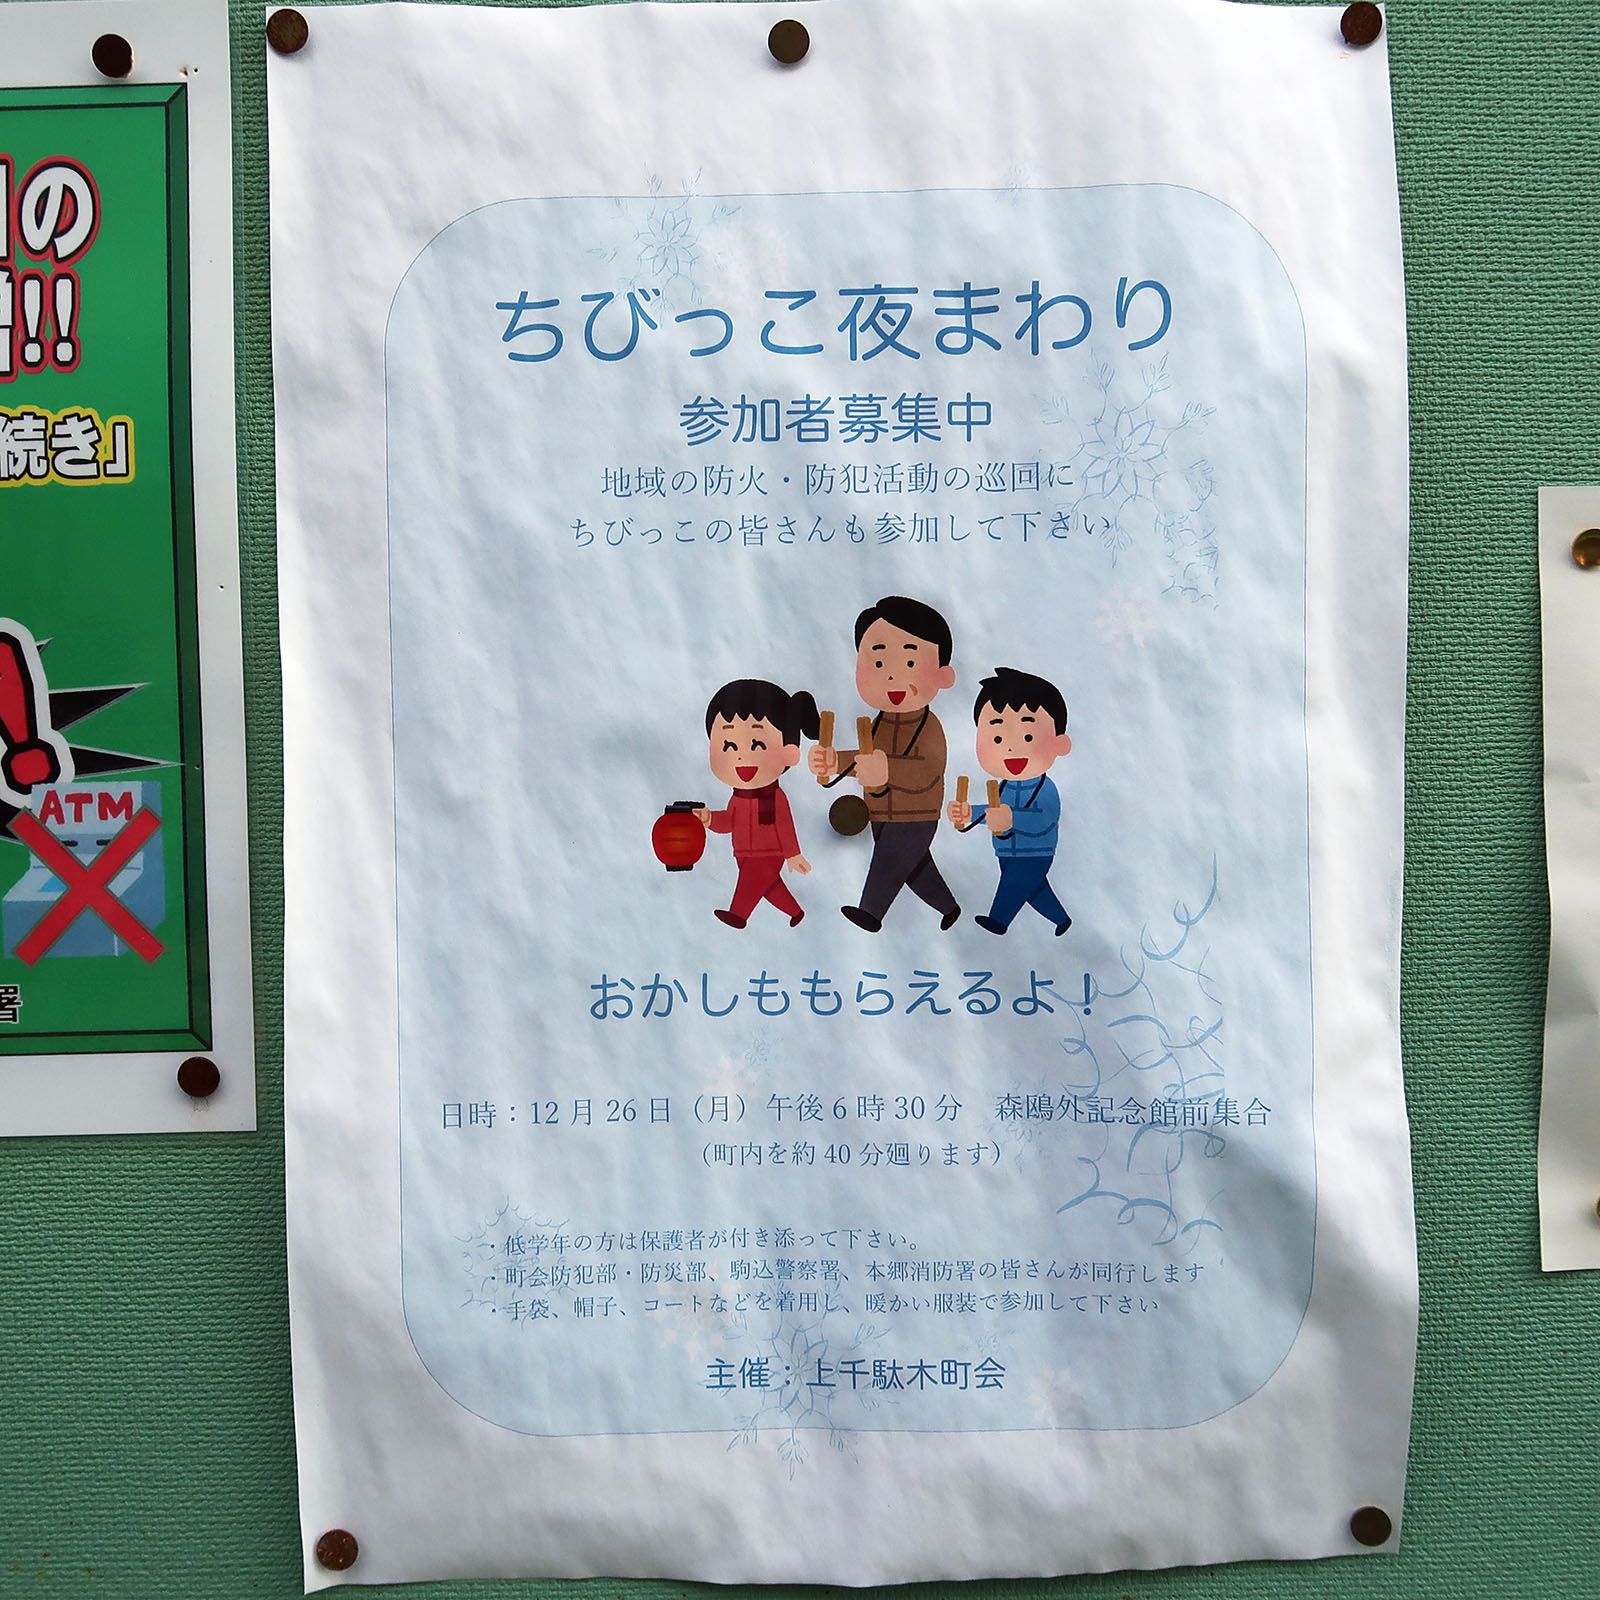 の
!!
続き」
ATM
署
ちびっこ夜まわり
参加者募集中
地域の防火・防犯活動の巡回に
ちびっこの皆さんも参加して下さい
おかしももらえるよ！
日時：12月26日（月）午後6時30分　森鴎外記念館前集合
(町内を約40分廻ります)
・低学年の方は保護者が付き添って下さい。
・町会防犯部・防災部、駒込警察署、本郷消防署の皆さんが同行します
・手袋、帽子、コートなどを着用し、暖かい服装で参加して下さい
主催：上千駄木町会